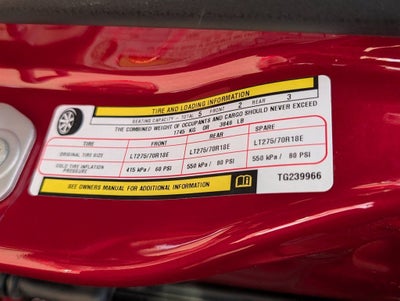 TIRE AND LOADING INFORMATION
SEATING CAPACITY - TOTAL 5 FRONT 2 REAR 3
THE COMBINED WEIGHT OF OCCUPANTS AND CARGO SHOULD NEVER EXCEED
1745 KG OR 3848 LB
TIRE FRONT REAR SPARE
ORIGINAL TIRE SIZE LT275/70R18E LT275/70R18E LT275/70R18E
COLD TIRE INFLATION PRESSURE 415 kPa / 60 PSI 550 kPa / 80 PSI 550 kPa / 80 PSI
SEE OWNERS MANUAL FOR ADDITIONAL INFORMATION
TG239966